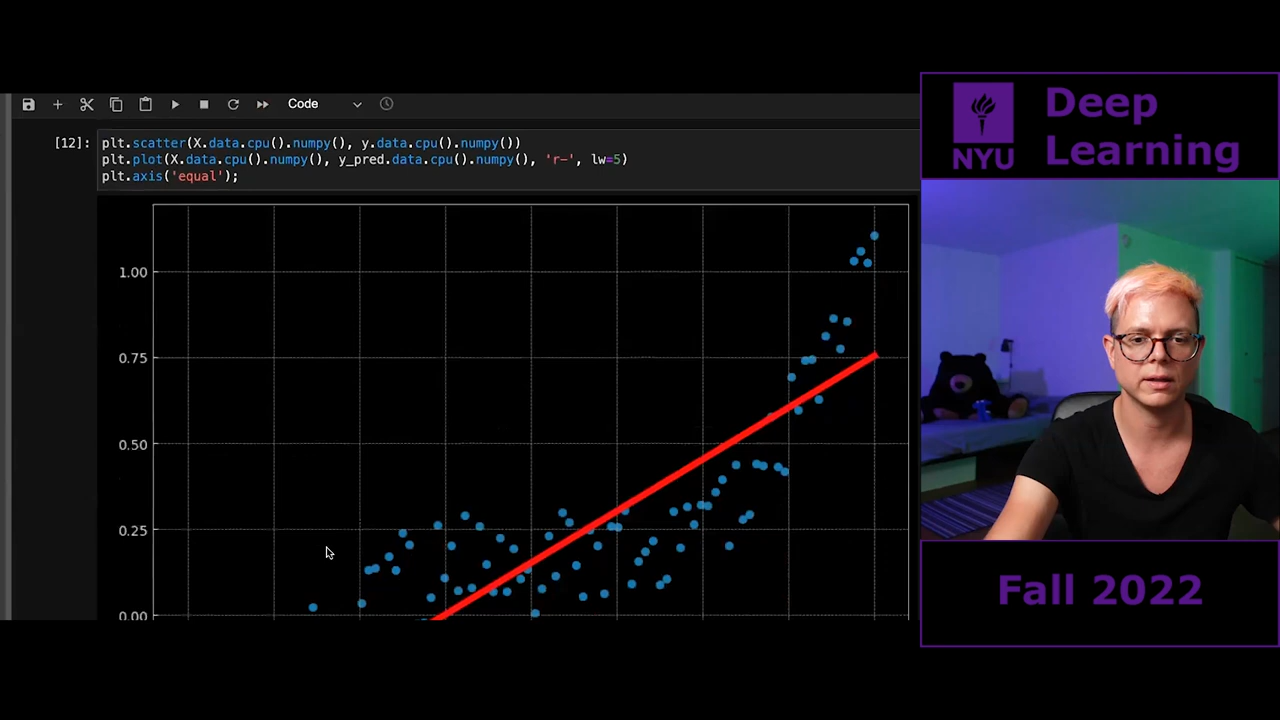 Code
[12]: plt.scatter(X.data.cpu().numpy(), y.data.cpu().numpy())
plt.plot(X.data.cpu().numpy(), y_pred.data.cpu().numpy(), 'r-', lw=5)
plt.axis('equal');
1.00
0.75
0.50
0.25
0.00
NYU
Deep
Learning
Fall 2022